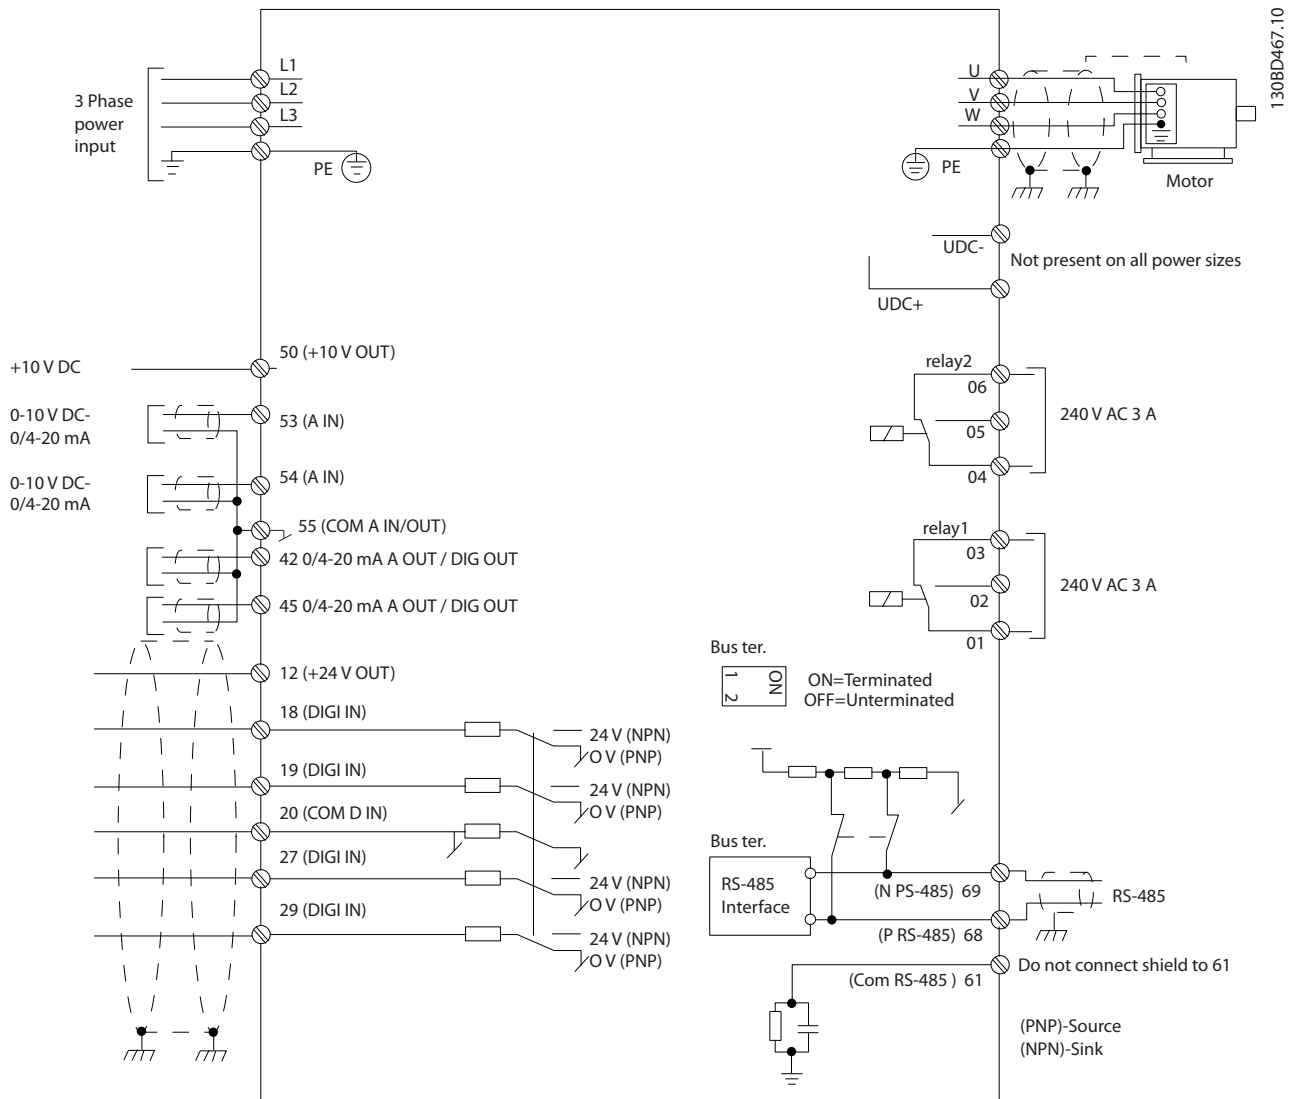 130BD467.10
L1
L2
L3
3 Phase
power
input
PE
U
V
W
PE
Motor
UDC-
Not present on all power sizes
UDC+
+10 V DC
50 (+10 V OUT)
0-10 V DC-
0/4-20 mA
53 (A IN)
0-10 V DC-
0/4-20 mA
54 (A IN)
55 (COM A IN/OUT)
42 0/4-20 mA A OUT / DIG OUT
45 0/4-20 mA A OUT / DIG OUT
12 (+24 V OUT)
18 (DIGI IN)
24 V (NPN)
O V (PNP)
19 (DIGI IN)
24 V (NPN)
O V (PNP)
20 (COM D IN)
27 (DIGI IN)
24 V (NPN)
O V (PNP)
29 (DIGI IN)
24 V (NPN)
O V (PNP)
relay2
06
05
04
240 V AC 3 A
relay1
03
02
01
240 V AC 3 A
Bus ter.
1
2
ON
ON=Terminated
OFF=Unterminated
Bus ter.
RS-485
Interface
(N PS-485) 69
RS-485
(P RS-485) 68
(Com RS-485 ) 61
Do not connect shield to 61
(PNP)-Source
(NPN)-Sink